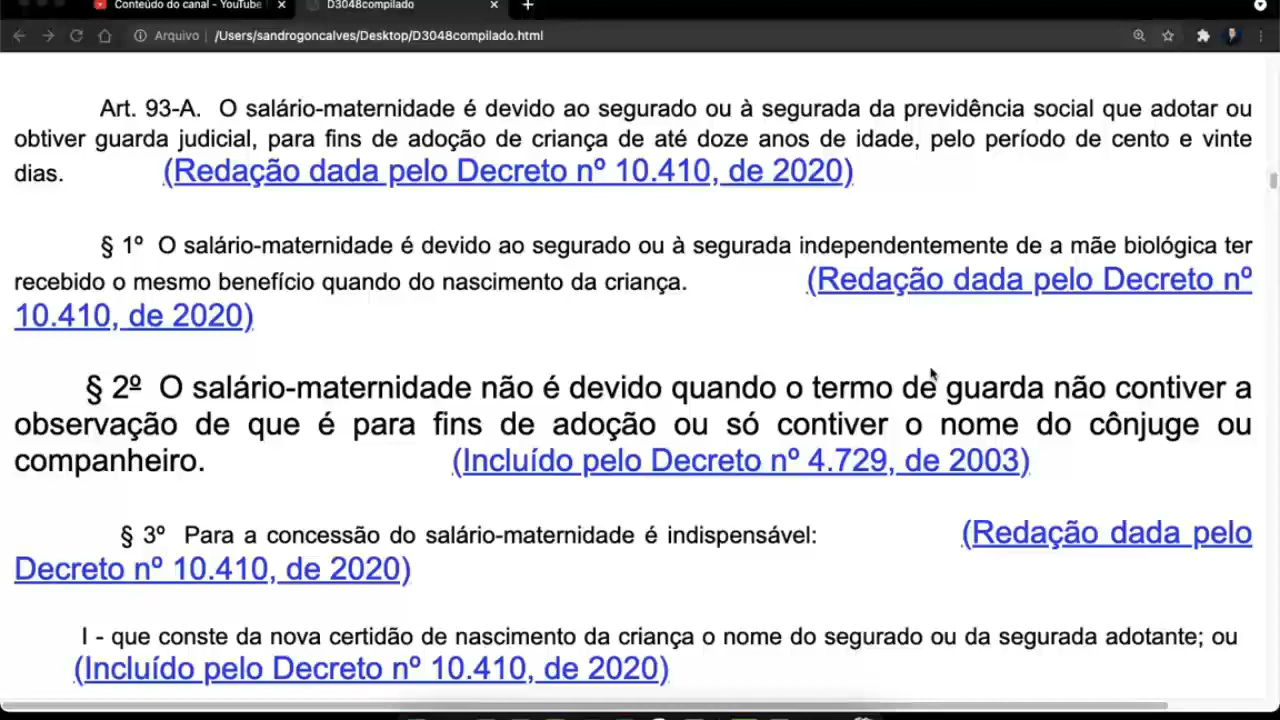 Conteúdo do canal - YouTube
D3048compilado
Arquivo | /Users/sandrogoncalves/Desktop/D3048compilado.html
Art. 93-A. O salário-maternidade é devido ao segurado ou à segurada da previdência social que adotar ou
obtiver guarda judicial, para fins de adoção de criança de até doze anos de idade, pelo período de cento e vinte
dias. (Redação dada pelo Decreto nº 10.410, de 2020)
§ 1º O salário-maternidade é devido ao segurado ou à segurada independentemente de a mãe biológica ter
recebido o mesmo benefício quando do nascimento da criança. (Redação dada pelo Decreto nº
10.410, de 2020)
§ 2º O salário-maternidade não é devido quando o termo de guarda não contiver a
observação de que é para fins de adoção ou só contiver o nome do cônjuge ou
companheiro. (Incluído pelo Decreto nº 4.729, de 2003)
§ 3º Para a concessão do salário-maternidade é indispensável: (Redação dada pelo
Decreto nº 10.410, de 2020)
I - que conste da nova certidão de nascimento da criança o nome do segurado ou da segurada adotante; ou
(Incluído pelo Decreto nº 10.410, de 2020)